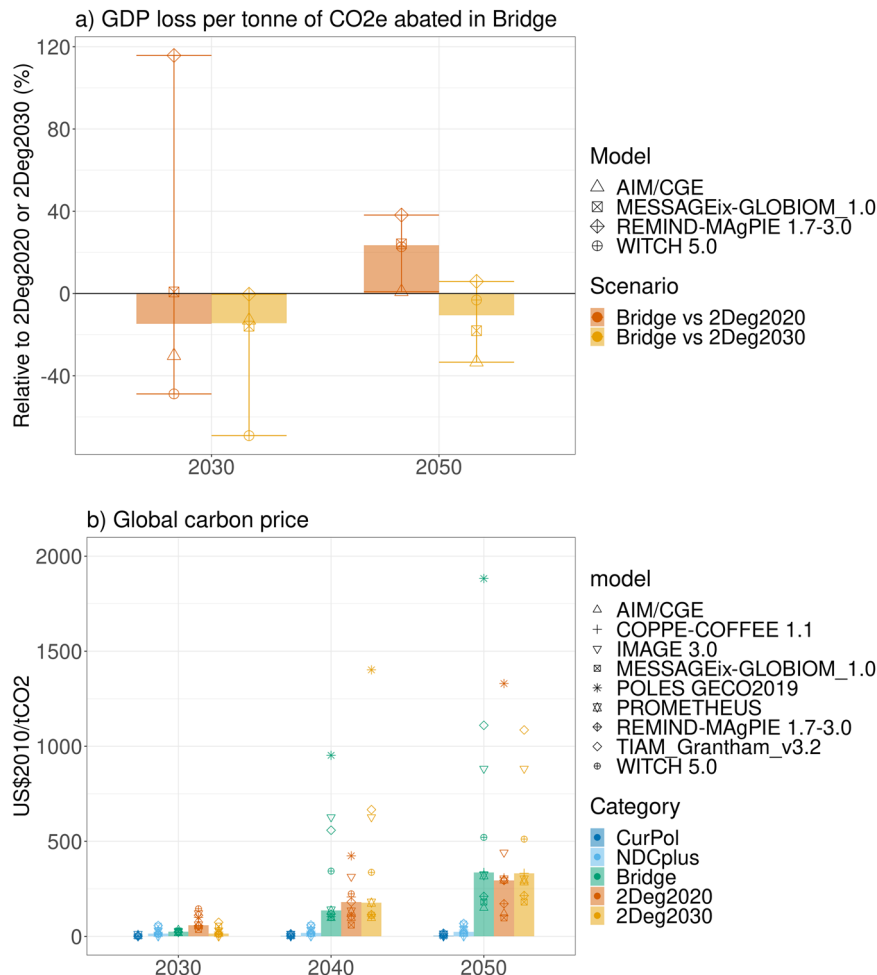 a) GDP loss per tonne of CO2e abated in Bridge
Relative to 2Deg2020 or 2Deg2030 (%)
120
80
40
0
-40
2030
2050
Model
AIM/CGE
MESSAGEix-GLOBIOM_1.0
REMIND-MAgPIE 1.7-3.0
WITCH 5.0
Scenario
Bridge vs 2Deg2020
Bridge vs 2Deg2030
b) Global carbon price
US$2010/tCO2
2000
1500
1000
500
0
2030
2040
2050
model
AIM/CGE
COPPE-COFFEE 1.1
IMAGE 3.0
MESSAGEix-GLOBIOM_1.0
POLES GECO2019
PROMETHEUS
REMIND-MAgPIE 1.7-3.0
TIAM_Grantham_v3.2
WITCH 5.0
Category
CurPol
NDCplus
Bridge
2Deg2020
2Deg2030